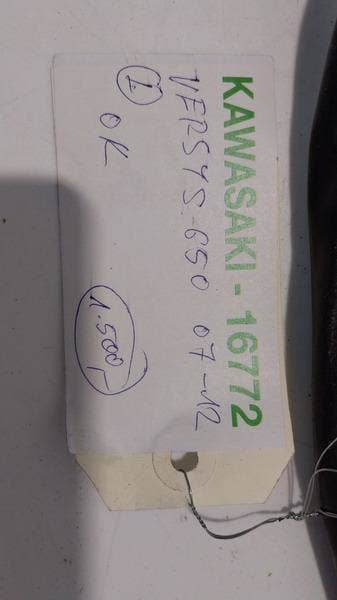 KAWASAKI - 16772
VERSYS 650 07-12
1.
OK
1.500,-